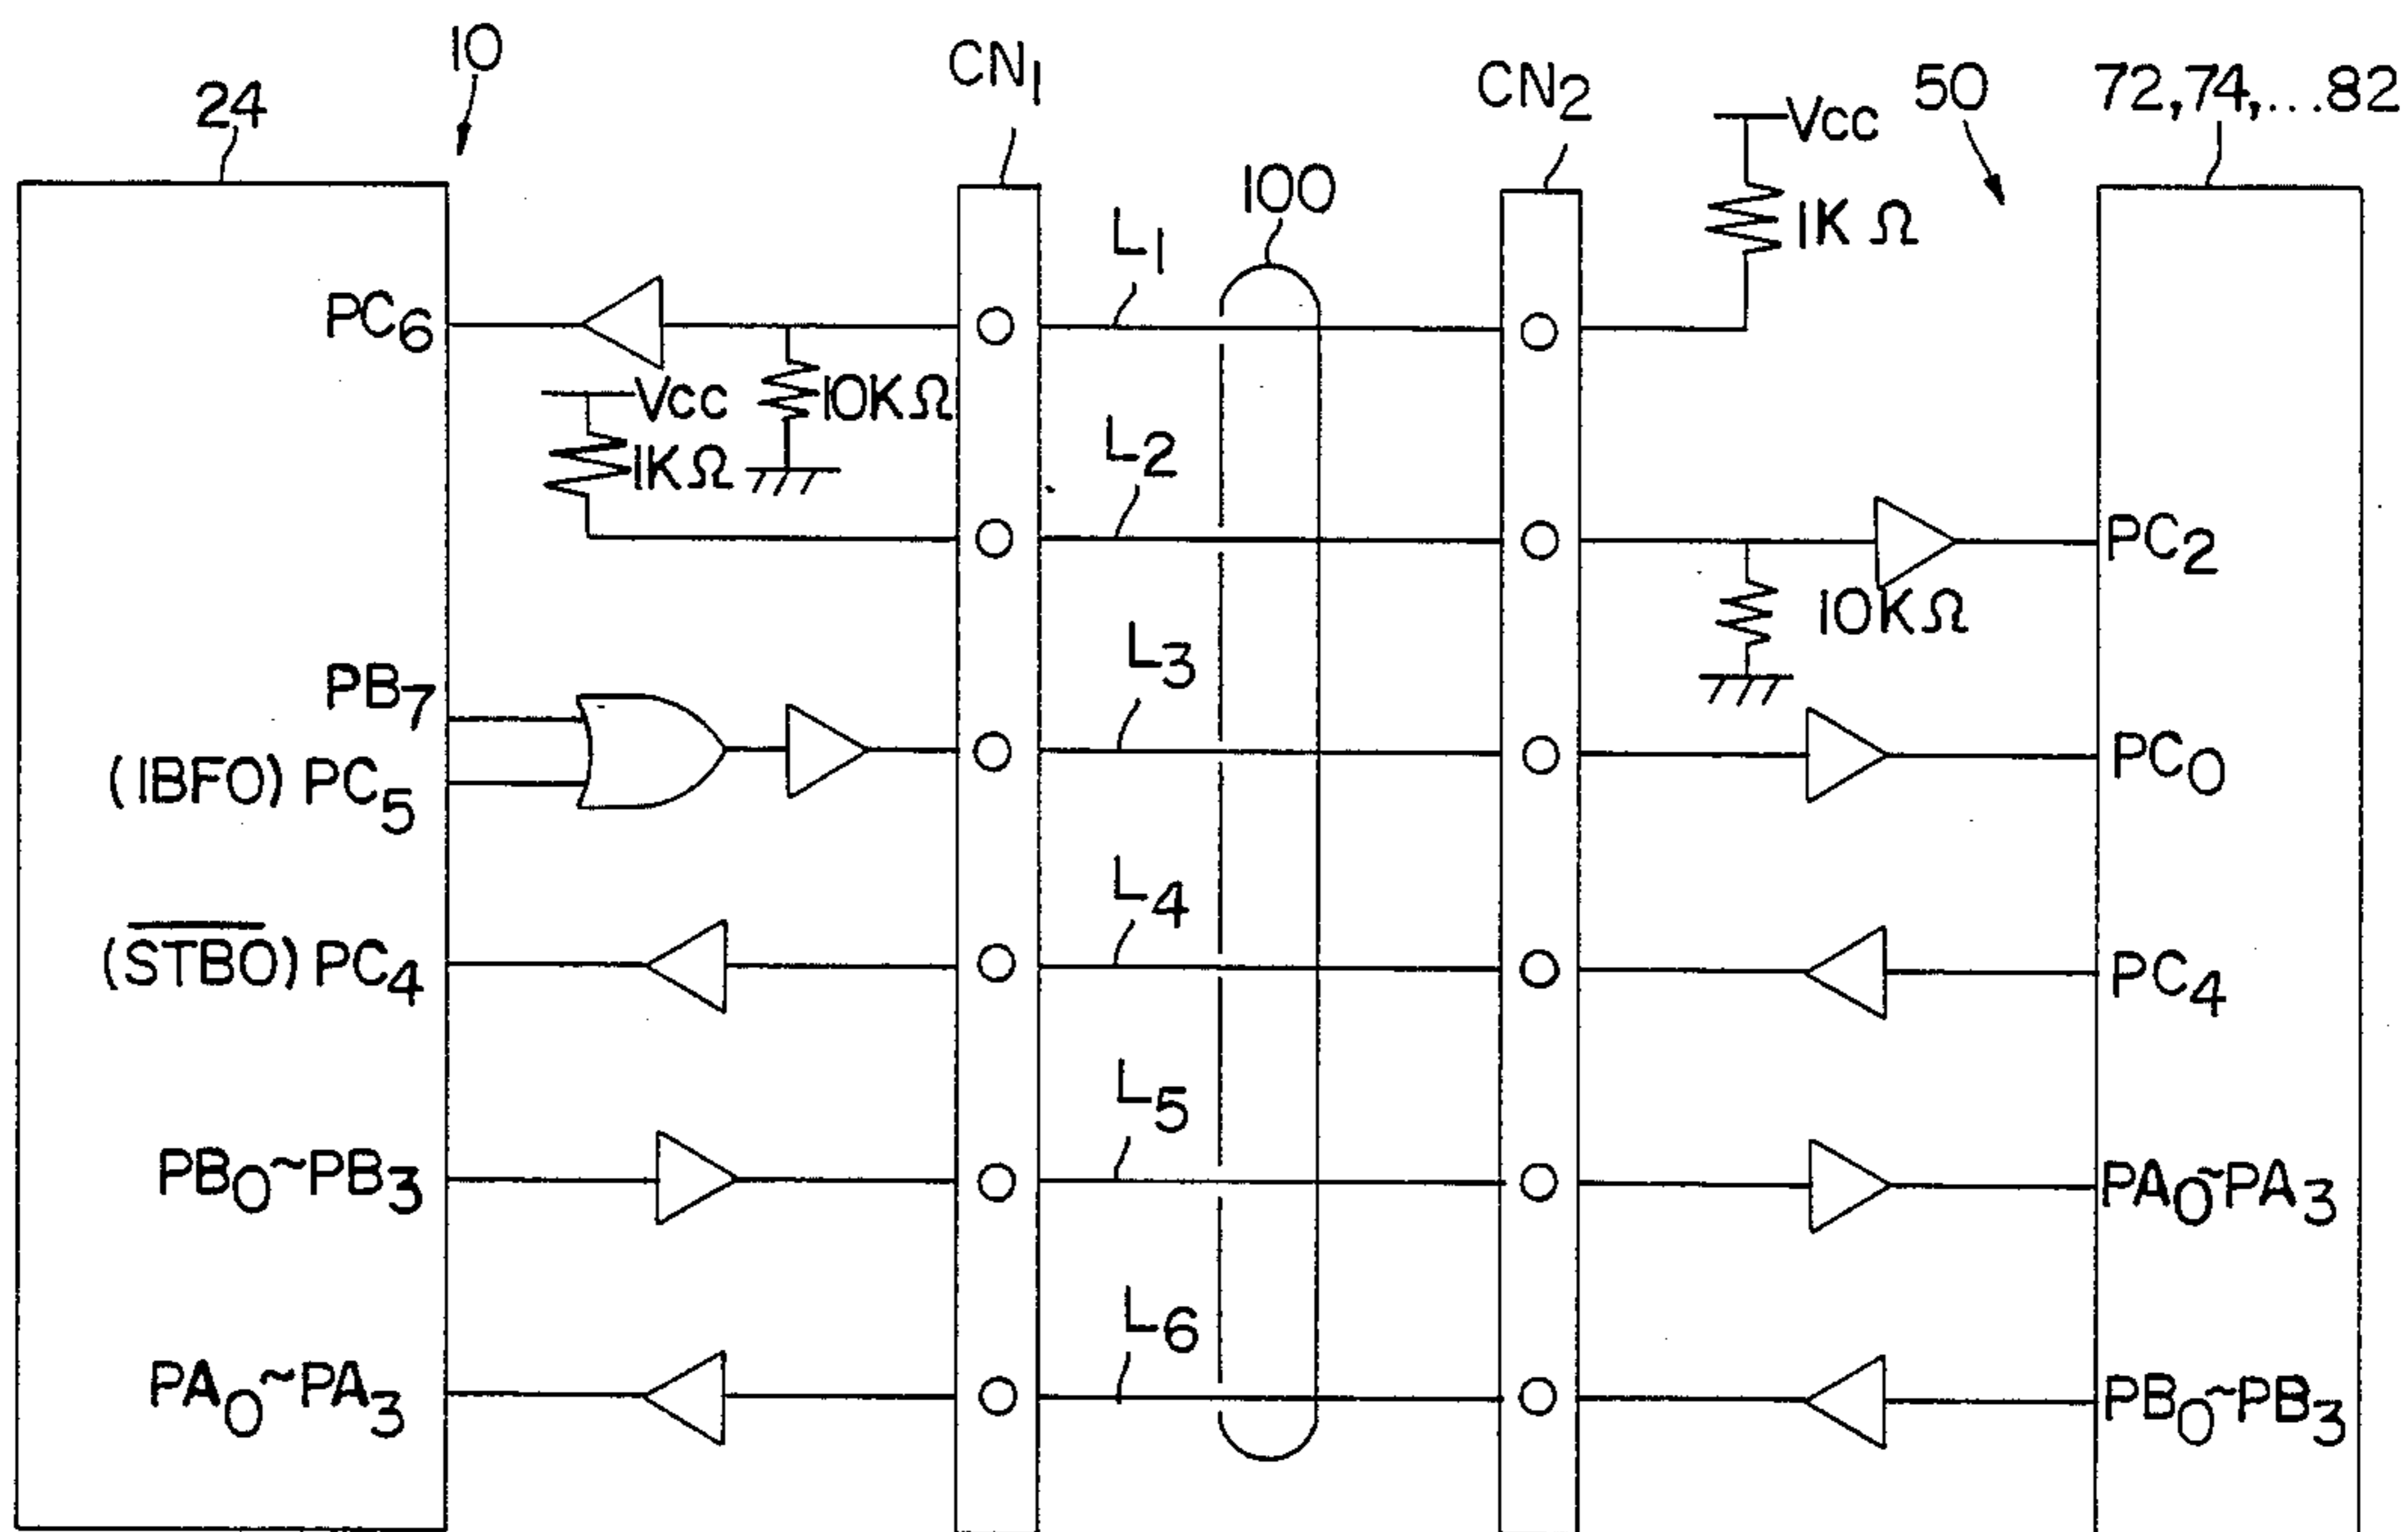 10
CN1
CN2
24
Vcc
50
72,74,...82
100
1KΩ
L1
PC6
Vcc
10KΩ
1KΩ
L2
PC2
10KΩ
L3
PB7
PC0
(IBFO) PC5
L4
(STBO) PC4
PC4
L5
PB0~PB3
PA0~PA3
L6
PA0~PA3
PB0~PB3